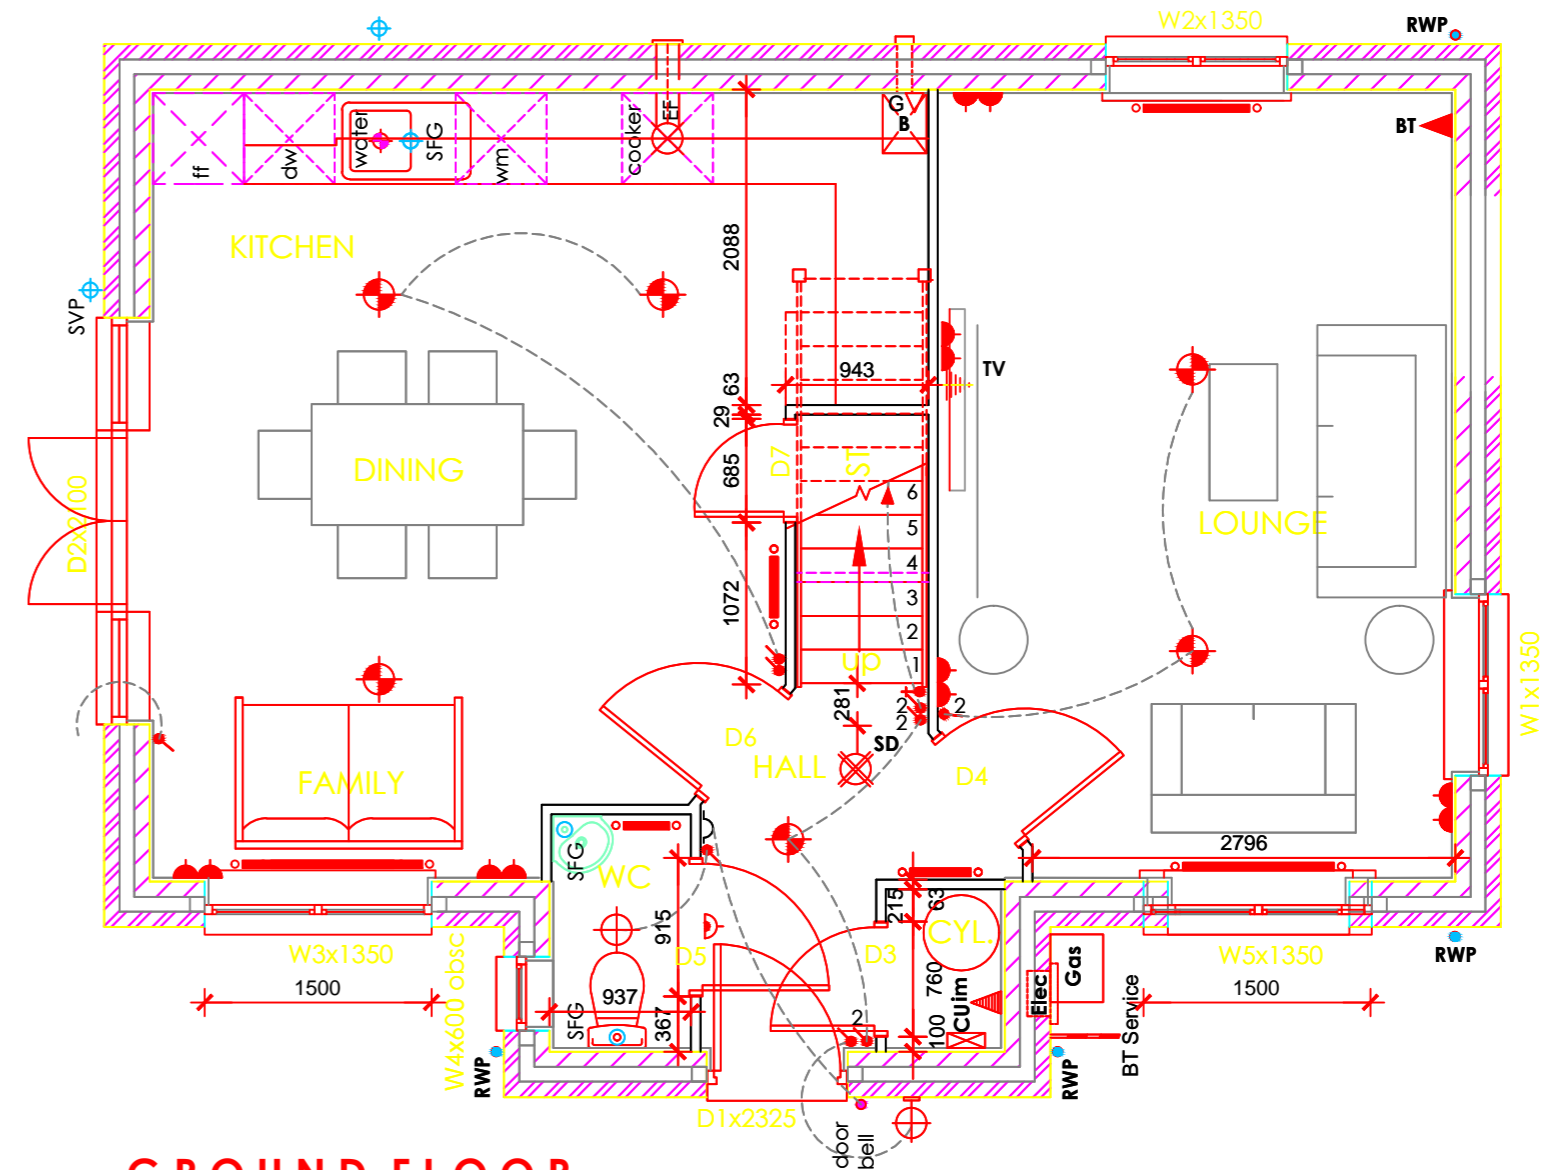 W2x1350
RWP
G
B
BT
ff
dw
water
SFG
wm
cooker
EF
KITCHEN
2088
SVP
943
TV
63
29
DINING
D7
ST
685
D2x2100
LOUNGE
6
5
4
3
2
1
1072
up
W1x1350
281
2
2
2
D6
HALL
SD
D4
FAMILY
2796
SFG
WC
215
63
CYL.
915
D5
D3
W3x1350
W4x600 obsc
W5x1350
RWP
1500
SFG
937
367
2
760
100
CUim
Elec
Gas
1500
BT Service
RWP
RWP
D1x2325
door
bell
GROUND FLOOR